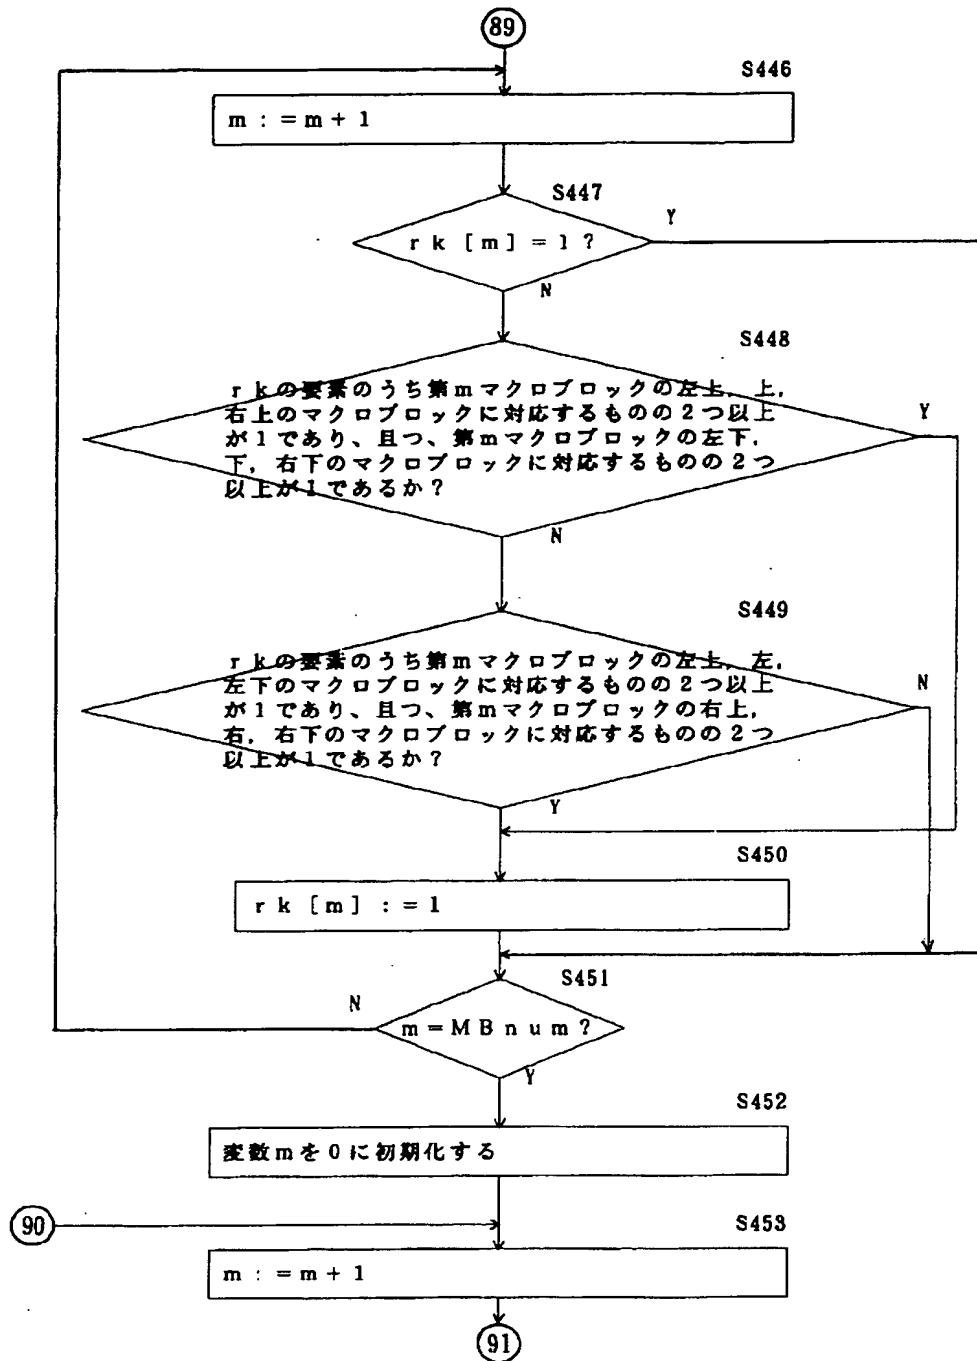 89
S446
m:=m+1
S447
rk[m]=1?
Y
N
S448
rkの要素のうち第mマクロブロックの左上,上,
右上のマクロブロックに対応するものの2つ以上
が1であり、且つ、第mマクロブロックの左下,
下,右下のマクロブロックに対応するものの2つ
以上が1であるか?
Y
N
S449
rkの要素のうち第mマクロブロックの左上,左,
左下のマクロブロックに対応するものの2つ以上
が1であり、且つ、第mマクロブロックの右上,
右,右下のマクロブロックに対応するものの2つ
以上が1であるか?
N
Y
S450
rk[m]:=1
S451
N
m=MBnum?
Y
S452
変数mを0に初期化する
90
S453
m:=m+1
91